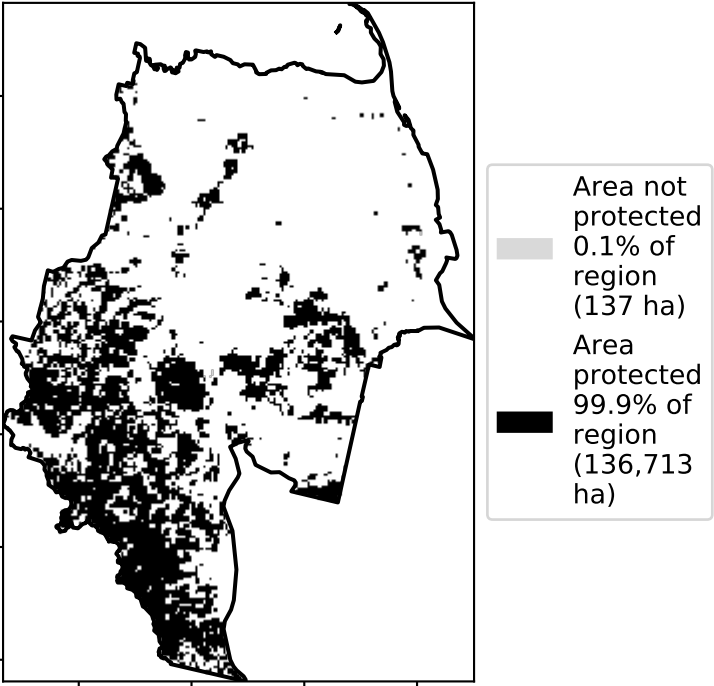 Area not
protected
0.1% of
region
(137 ha)
Area
protected
99.9% of
region
(136,713
ha)